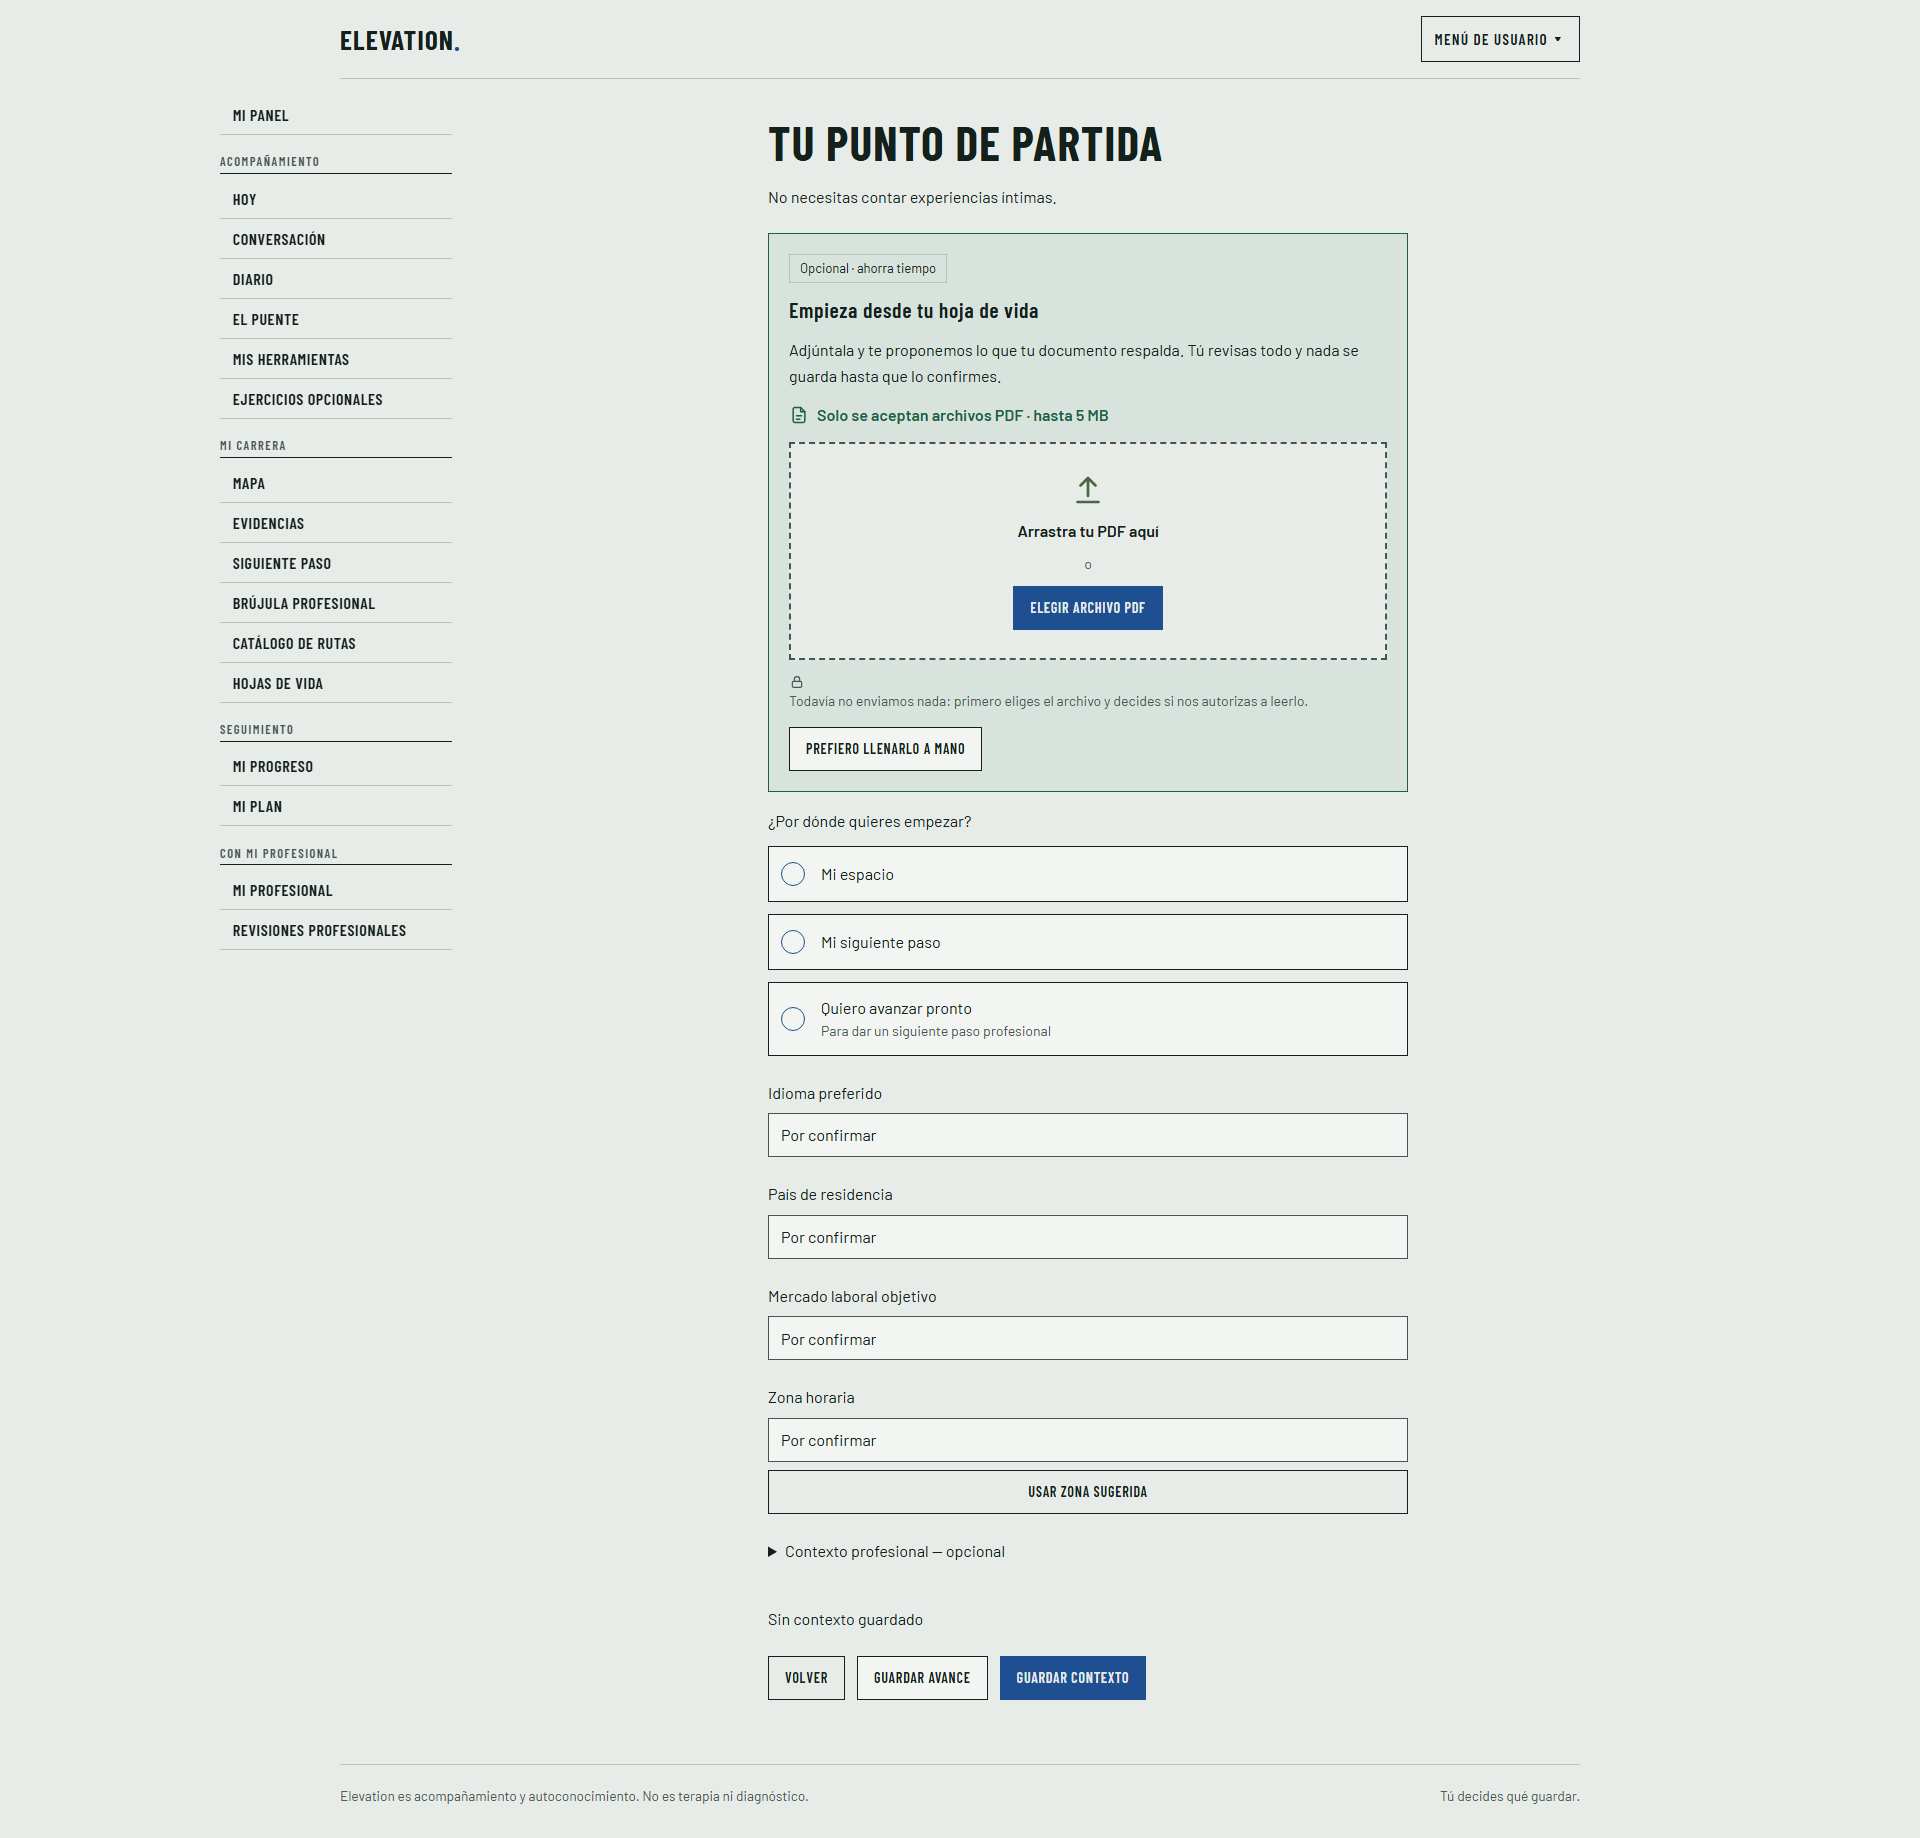 ELEVATION.
MENÚ DE USUARIO
MI PANEL
ACOMPAÑAMIENTO
HOY
CONVERSACIÓN
DIARIO
EL PUENTE
MIS HERRAMIENTAS
EJERCICIOS OPCIONALES
MI CARRERA
MAPA
EVIDENCIAS
SIGUIENTE PASO
BRÚJULA PROFESIONAL
CATÁLOGO DE RUTAS
HOJAS DE VIDA
SEGUIMIENTO
MI PROGRESO
MI PLAN
CON MI PROFESIONAL
MI PROFESIONAL
REVISIONES PROFESIONALES
TU PUNTO DE PARTIDA
No necesitas contar experiencias íntimas.
Opcional · ahorra tiempo
Empieza desde tu hoja de vida
Adjúntala y te proponemos lo que tu documento respalda. Tú revisas todo y nada se
guarda hasta que lo confirmes.
Solo se aceptan archivos PDF · hasta 5 MB
Arrastra tu PDF aquí
o
ELEGIR ARCHIVO PDF
Todavía no enviamos nada: primero eliges el archivo y decides si nos autorizas a leerlo.
PREFIERO LLENARLO A MANO
¿Por dónde quieres empezar?
Mi espacio
Mi siguiente paso
Quiero avanzar pronto
Para dar un siguiente paso profesional
Idioma preferido
Por confirmar
País de residencia
Por confirmar
Mercado laboral objetivo
Por confirmar
Zona horaria
Por confirmar
USAR ZONA SUGERIDA
Contexto profesional — opcional
Sin contexto guardado
VOLVER
GUARDAR AVANCE
GUARDAR CONTEXTO
Elevation es acompañamiento y autoconocimiento. No es terapia ni diagnóstico.
Tú decides qué guardar.